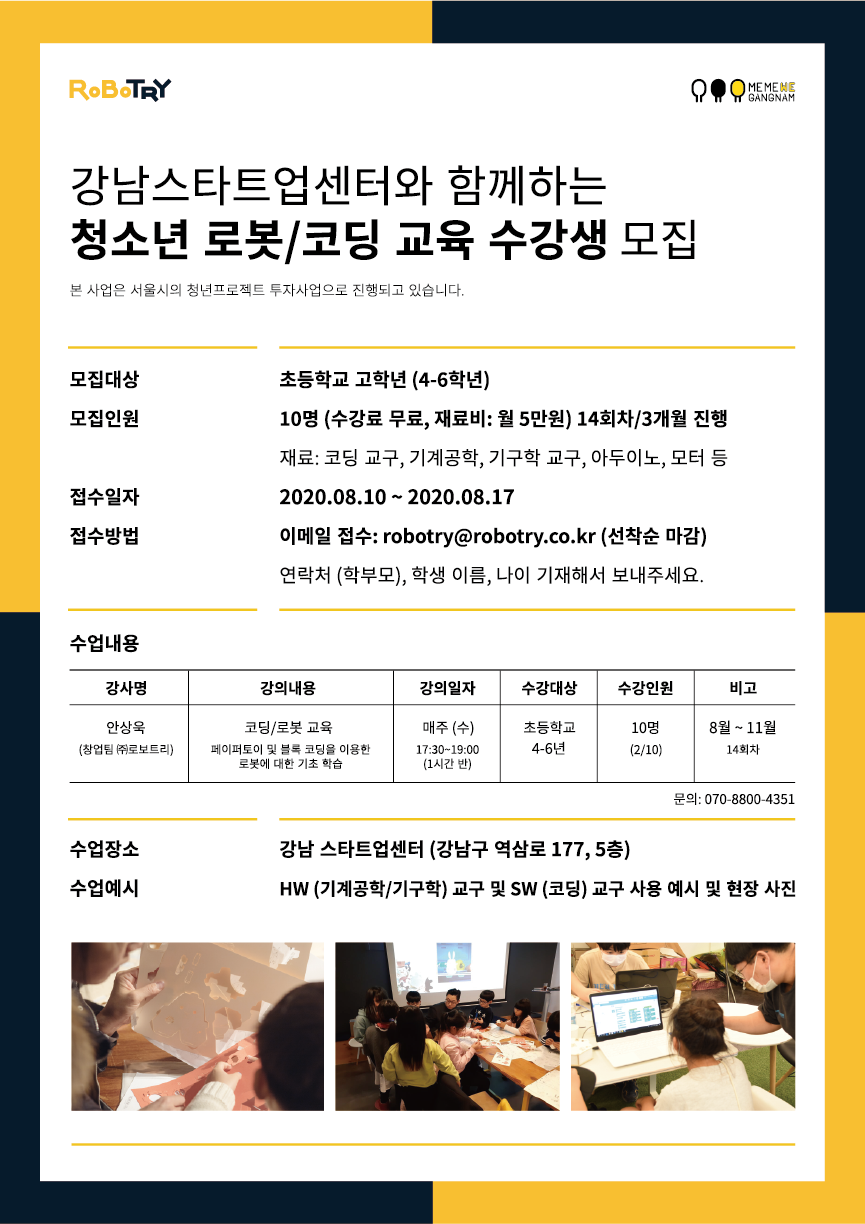 RoBoTRY
MEMEWE
GANGNAM
강남스타트업센터와 함께하는
청소년 로봇/코딩 교육 수강생 모집
본 사업은 서울시의 청년프로젝트 투자사업으로 진행되고 있습니다.
모집대상 초등학교 고학년 (4-6학년)
모집인원 10명 (수강료 무료, 재료비: 월 5만원) 14회차/3개월 진행
재료: 코딩 교구, 기계공학, 기구학 교구, 아두이노, 모터 등
접수일자 2020.08.10 ~ 2020.08.17
접수방법 이메일 접수: robotry@robotry.co.kr (선착순 마감)
연락처 (학부모), 학생 이름, 나이 기재해서 보내주세요.
수업내용
강사명 강의내용 강의일자 수강대상 수강인원 비고
안상욱 코딩/로봇 교육 매주 (수) 초등학교 10명 8월 ~ 11월
(창업팀 ㈜로보트리) 페이퍼토이 및 블록 코딩을 이용한 17:30~19:00 4-6년 (2/10) 14회차
로봇에 대한 기초 학습 (1시간 반)
문의: 070-8800-4351
수업장소 강남 스타트업센터 (강남구 역삼로 177, 5층)
수업예시 HW (기계공학/기구학) 교구 및 SW (코딩) 교구 사용 예시 및 현장 사진